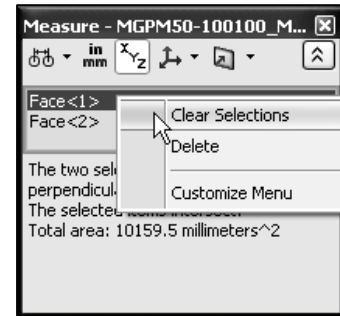 Measure - MGPM50-100100_M...
in
mm
XYZ
Face<1>
Face<2>
Clear Selections
Delete
Customize Menu
The two
perpendicul
The selected items intersect.
Total area: 10159.5 millimeters^2